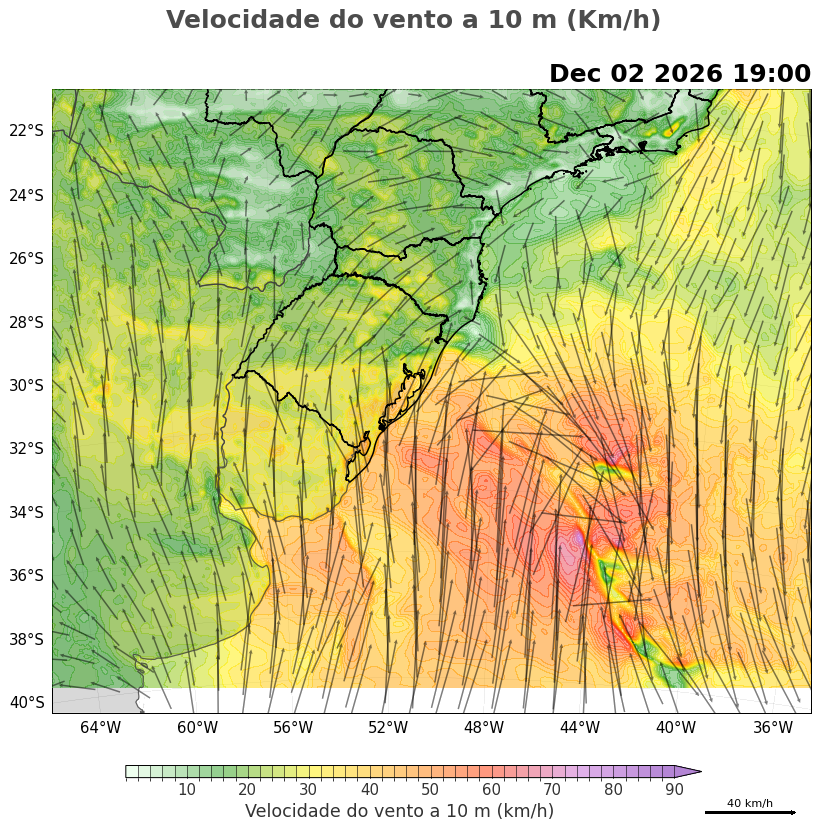 Velocidade do vento a 10 m (Km/h)
Dec 02 2026 19:00
22°S
24°S
26°S
28°S
30°S
32°S
34°S
36°S
38°S
40°S
64°W 60°W 56°W 52°W 48°W 44°W 40°W 36°W
10 20 30 40 50 60 70 80 90
Velocidade do vento a 10 m (km/h)
40 km/h